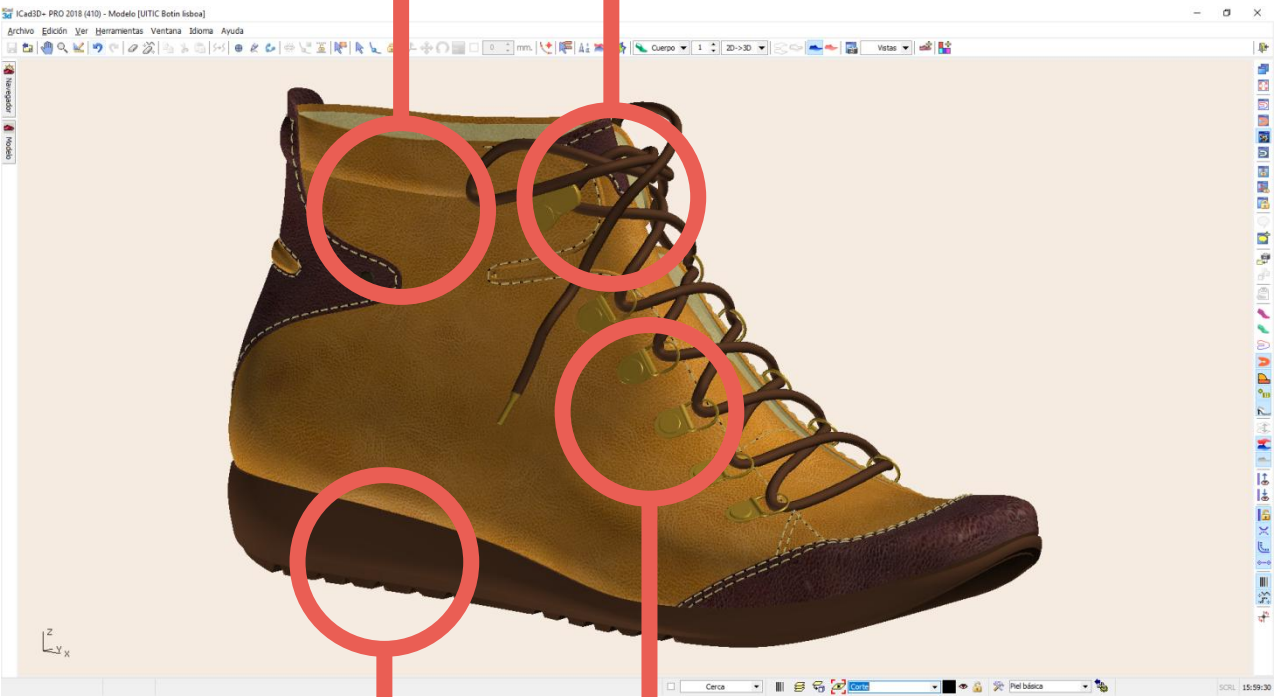 ICad3D+ PRO 2018 (410) - Modelo [UITIC Botin lisboa]
Archivo Edición Ver Herramientas Ventana Idioma Ayuda
0 mm. Cuerpo 1 2D->3D Vistas
Navegador
Modelo
Z
Y X
Cerca Corte Piel básica SCRL 15:59:30